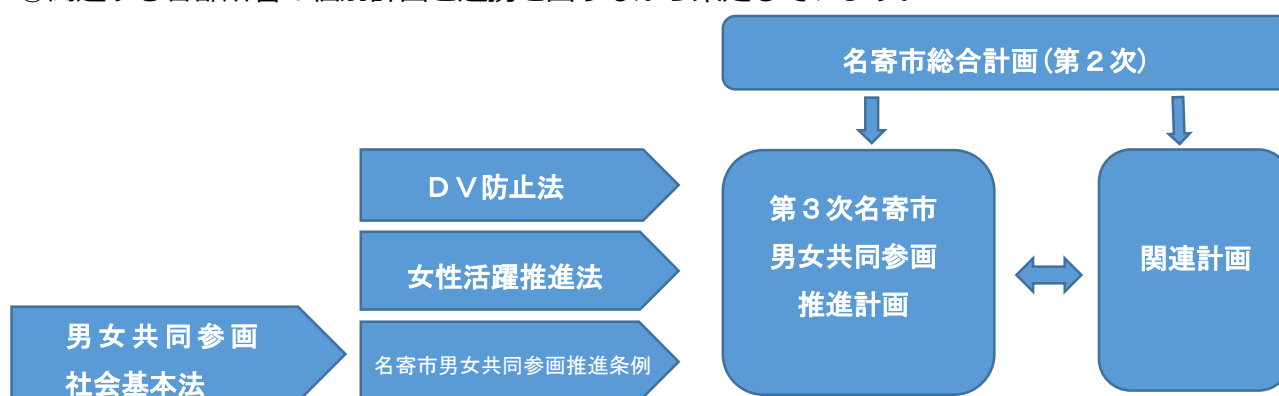 名寄市総合計画(第２次)
ＤＶ防止法
女性活躍推進法
男女共同参画
社会基本法
名寄市男女共同参画推進条例
第３次名寄市
男女共同参画
推進計画
関連計画